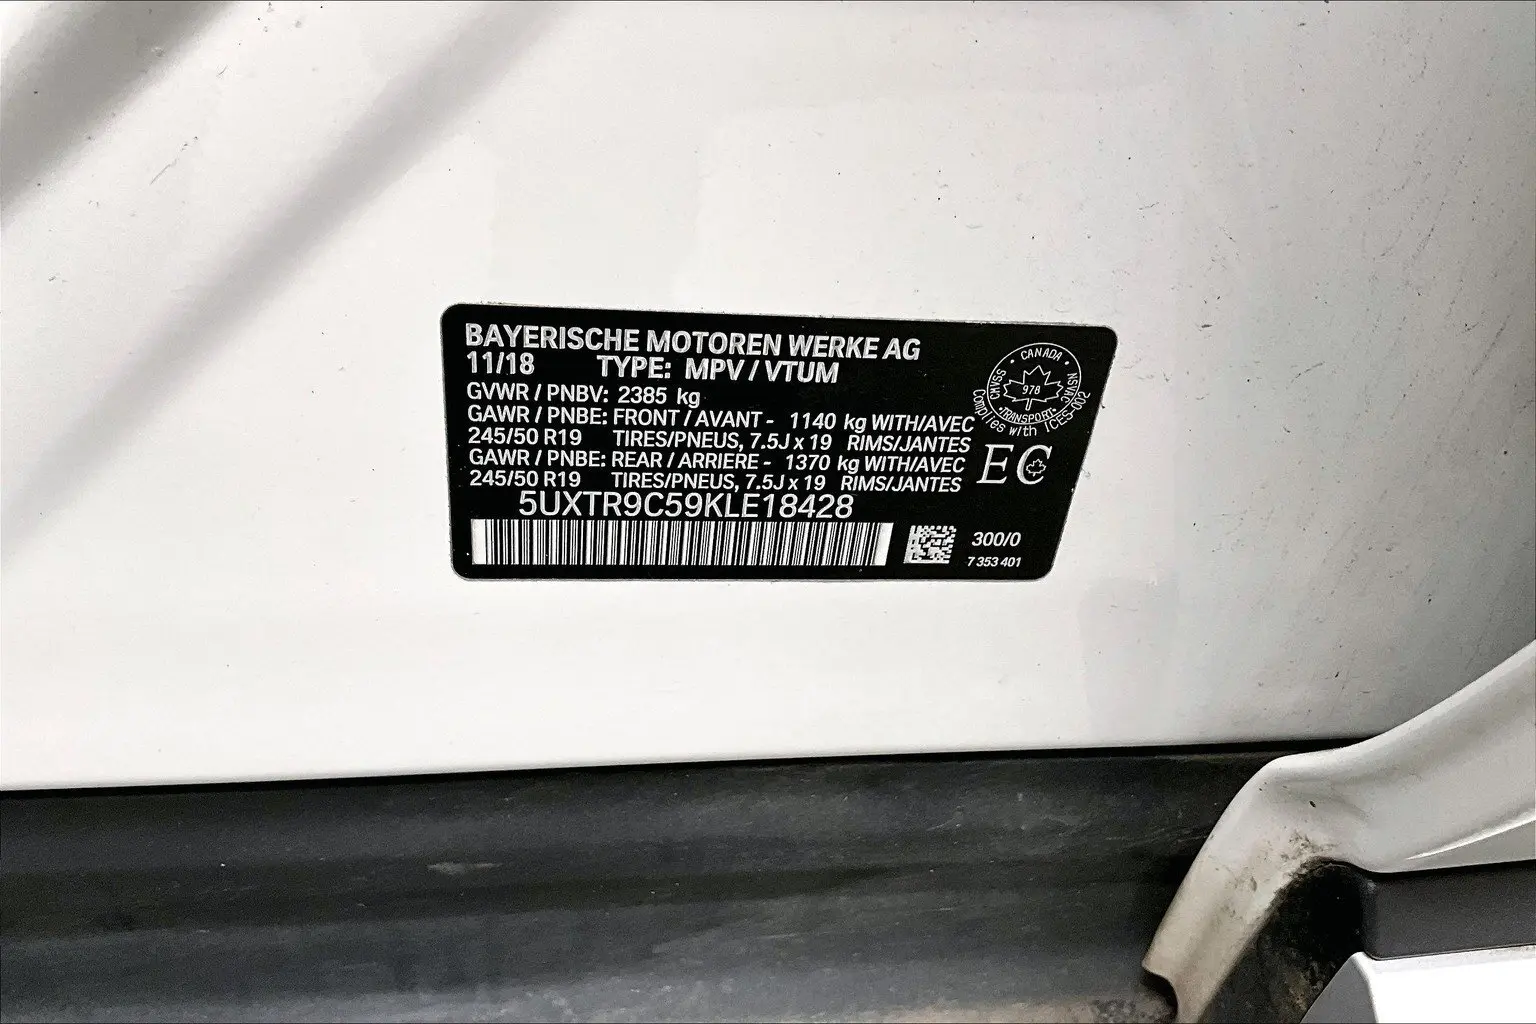 BAYERISCHE MOTOREN WERKE AG
11/18 TYPE: MPV / VTUM
GVWR / PNBV: 2385 kg
GAWR / PNBE: FRONT / AVANT - 1140 kg WITH/AVEC
245/50 R19 TIRES/PNEUS, 7.5J x 19 RIMS/JANTES
GAWR / PNBE: REAR / ARRIERE - 1370 kg WITH/AVEC
245/50 R19 TIRES/PNEUS, 7.5J x 19 RIMS/JANTES
5UXTR9C59KLE18428
CANADA
CMVSS
978
NSVAC
TRANSPORT
Complies with ICES-002
EC
300/0
7 353 401